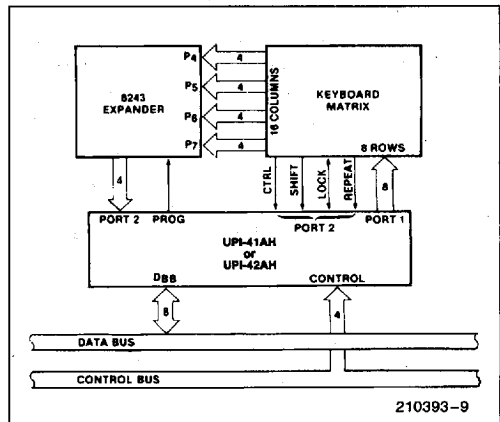 8243
EXPANDER
P4
4
P5
4
P6
4
P7
4
16 COLUMNS
KEYBOARD
MATRIX
8 ROWS
4
CTRL
SHIFT
LOCK
REPEAT
8
PORT 2
PROG
PORT 2
PORT 1
UPI-41AH
or
UPI-42AH
DBB
CONTROL
8
4
DATA BUS
CONTROL BUS
210393-9